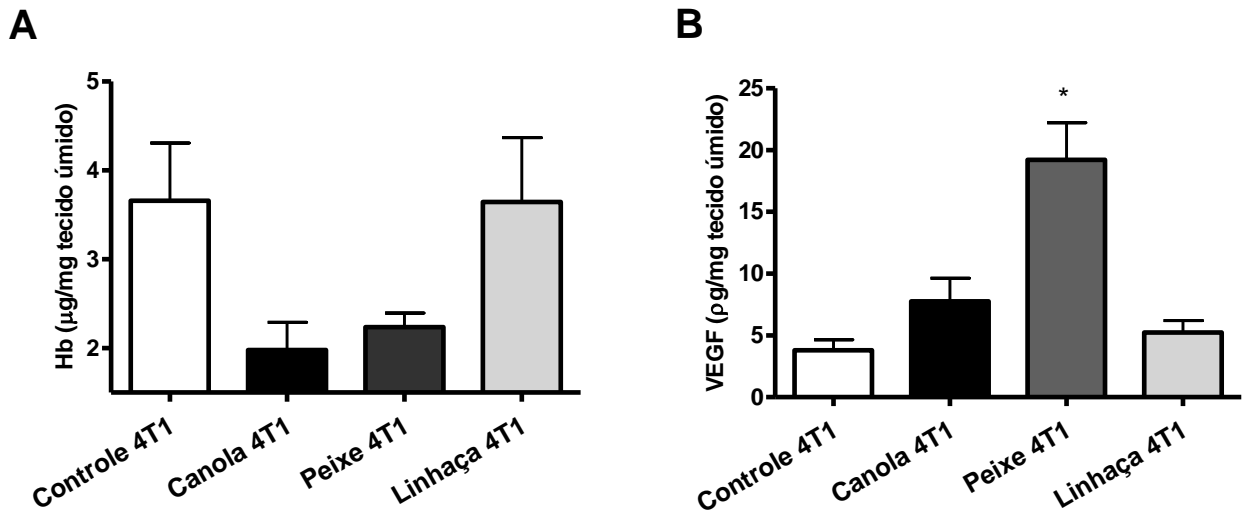 A
Hb (μg/mg tecido úmido)
5
4
3
2
Controle 4T1
Canola 4T1
Peixe 4T1
Linhaça 4T1
B
VEGF (ρg/mg tecido úmido)
25
20
15
10
5
0
*
Controle 4T1
Canola 4T1
Peixe 4T1
Linhaça 4T1